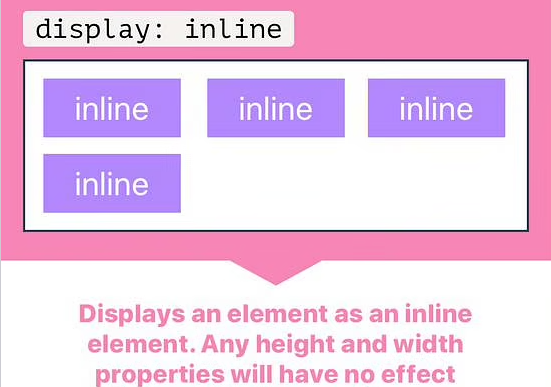 display: inline
inline inline inline
inline
Displays an element as an inline
element. Any height and width
properties will have no effect